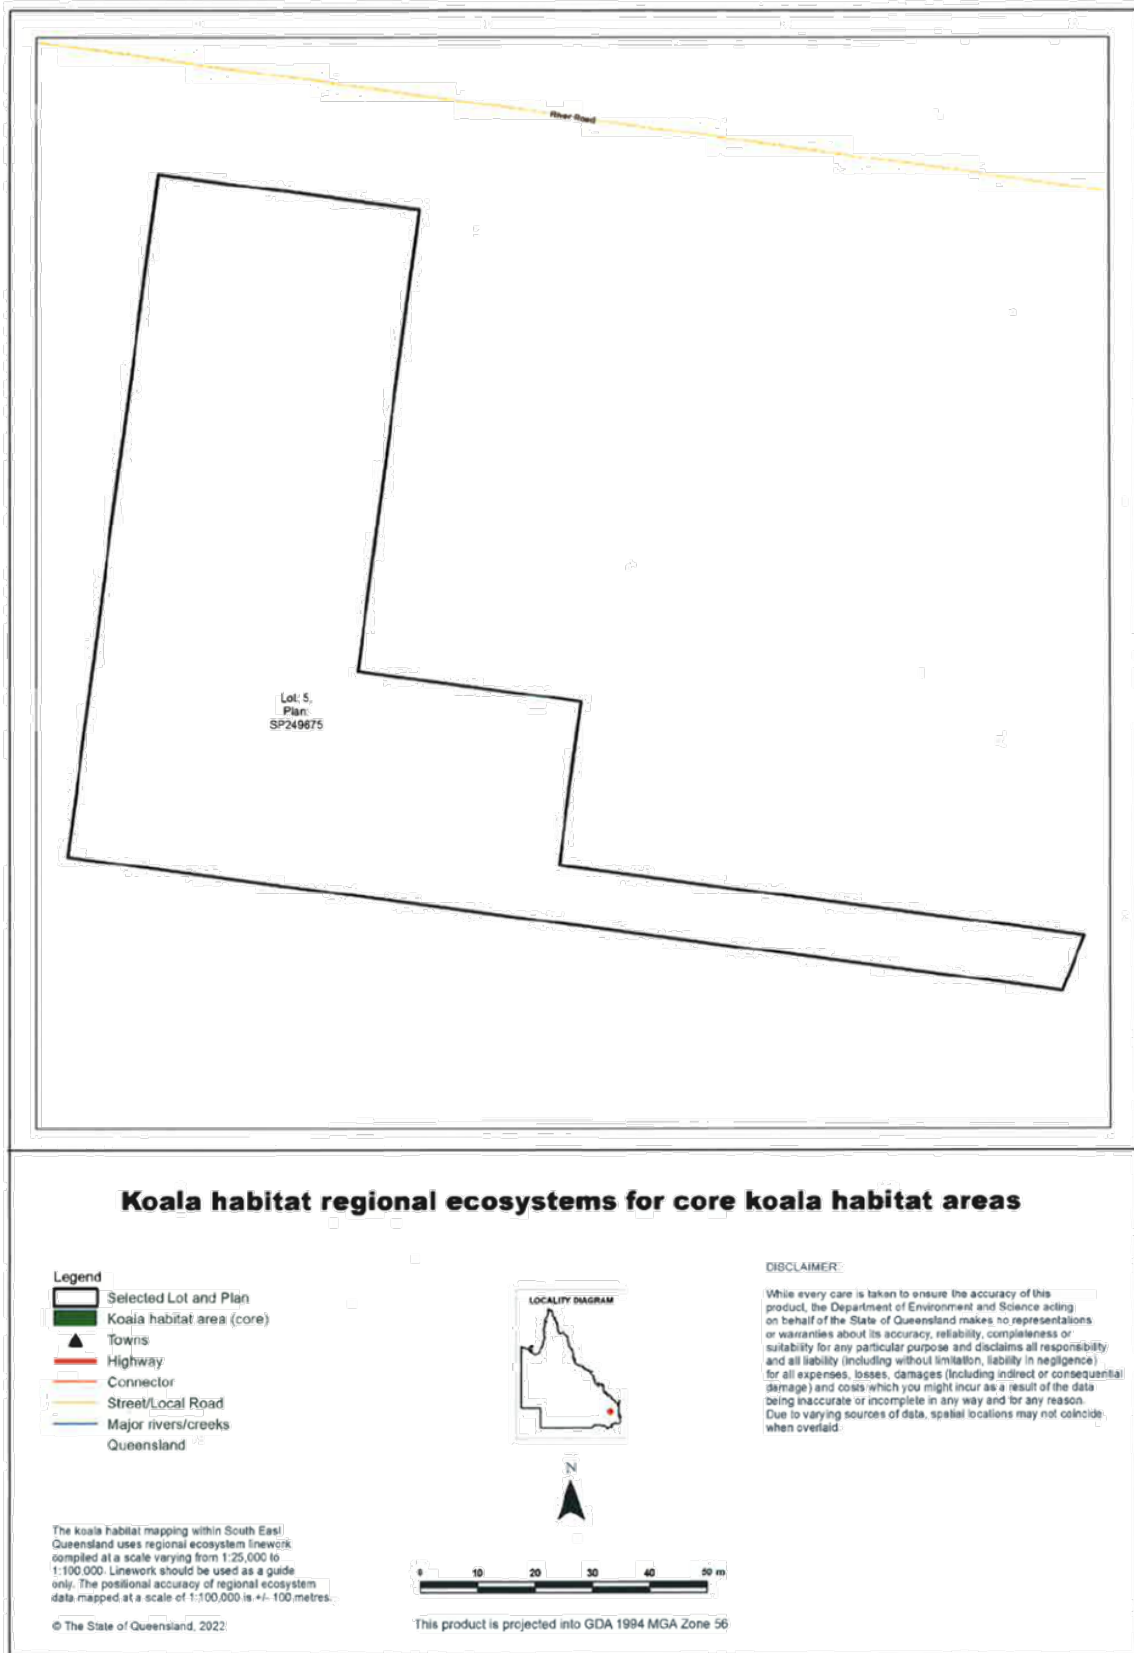 River Road
Lot: 5,
Plan:
SP249675
Koala habitat regional ecosystems for core koala habitat areas
Legend
Selected Lot and Plan
Koala habitat area (core)
Towns
Highway
Connector
Street/Local Road
Major rivers/creeks
Queensland
The koala habitat mapping within South East
Queensland uses regional ecosystem linework
compiled at a scale varying from 1:25,000 to
1:100,000. Linework should be used as a guide
only. The positional accuracy of regional ecosystem
data mapped at a scale of 1:100,000 is +/- 100 metres.
© The State of Queensland, 2022
LOCALITY DIAGRAM
N
0 10 20 30 40 50 m
This product is projected into GDA 1994 MGA Zone 56
DISCLAIMER:
While every care is taken to ensure the accuracy of this
product, the Department of Environment and Science acting
on behalf of the State of Queensland makes no representations
or warranties about its accuracy, reliability, completeness or
suitability for any particular purpose and disclaims all responsibility
and all liability (including without limitation, liability in negligence)
for all expenses, losses, damages (including indirect or consequential
damage) and costs which you might incur as a result of the data
being inaccurate or incomplete in any way and for any reason.
Due to varying sources of data, spatial locations may not coincide
when overlaid.